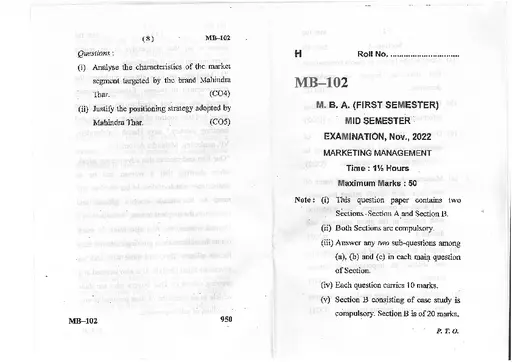 (8) MB–102
Questions :
(i) Analyse the characteristics of the market
segment targeted by the brand Mahindra
Thar. (CO4)
(ii) Justify the positioning strategy adopted by
Mahindra Thar. (CO5)
MB–102 950
H Roll No. ..............................
MB–102
M. B. A. (FIRST SEMESTER)
MID SEMESTER
EXAMINATION, Nov., 2022
MARKETING MANAGEMENT
Time : 1½ Hours
Maximum Marks : 50
Note : (i) This question paper contains two
Sections -Section A and Section B.
(ii) Both Sections are compulsory.
(iii) Answer any two sub-questions among
(a), (b) and (c) in each main question
of Section.
(iv) Each question carries 10 marks.
(v) Section B consisting of case study is
compulsory. Section B is of 20 marks.
P. T. O.